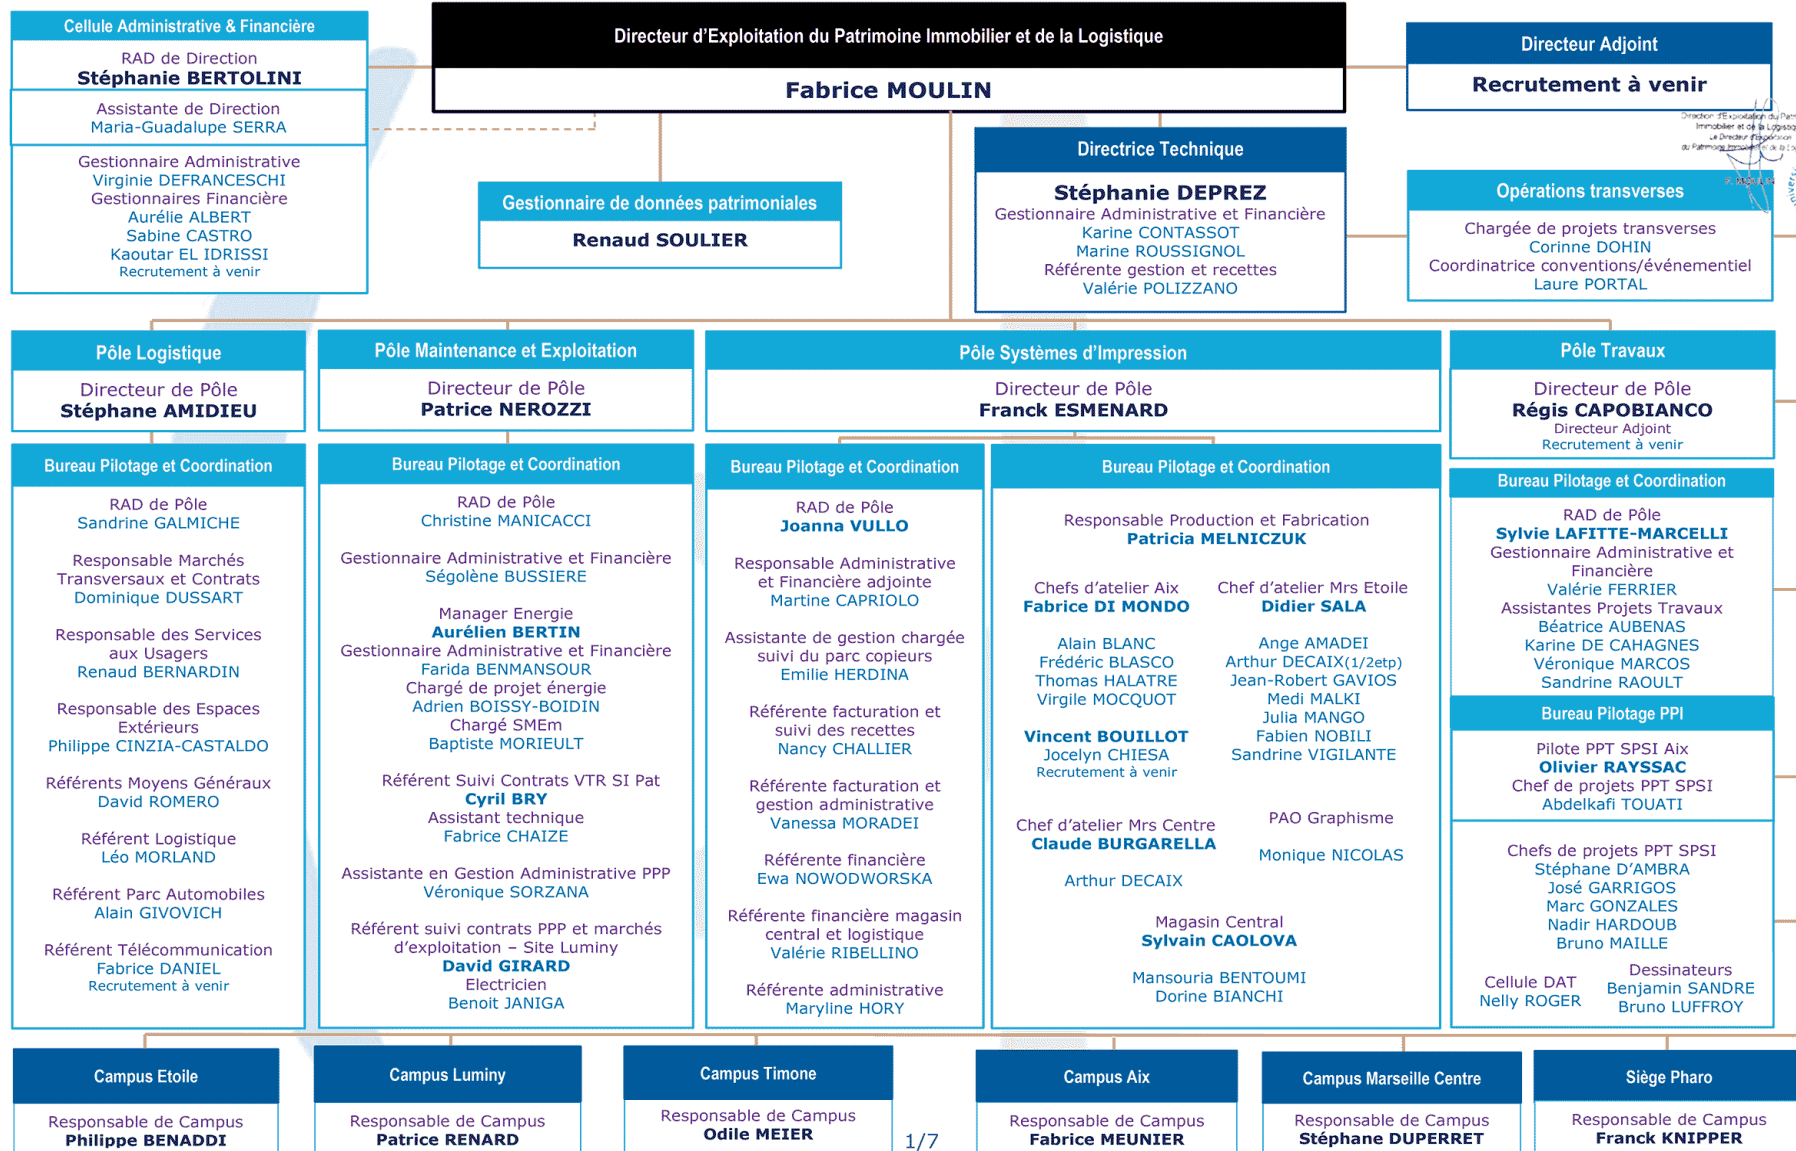 Cellule Administrative & Financière
RAD de Direction
Stéphanie BERTOLINI
Assistante de Direction
Maria-Guadalupe SERRA
Gestionnaire Administrative
Virginie DEFRANCESCHI
Gestionnaires Financière
Aurélie ALBERT
Sabine CASTRO
Kaoutar EL IDRISSI
Recrutement à venir
Directeur d'Exploitation du Patrimoine Immobilier et de la Logistique
Fabrice MOULIN
Directeur Adjoint
Recrutement à venir
Direction d'Exploitation du
Immobilier et de la
Le Directeur d'Exploitation
du Patrimoine Immobilier et de la
F. MOULIN
Gestionnaire de données patrimoniales
Renaud SOULIER
Directrice Technique
Stéphanie DEPREZ
Gestionnaire Administrative et Financière
Karine CONTASSOT
Marine ROUSSIGNOL
Référente gestion et recettes
Valérie POLIZZANO
Opérations transverses
Chargée de projets transverses
Corinne DOHIN
Coordinatrice conventions/événementiel
Laure PORTAL
Pôle Logistique
Directeur de Pôle
Stéphane AMIDIEU
Pôle Maintenance et Exploitation
Directeur de Pôle
Patrice NEROZZI
Pôle Systèmes d'Impression
Directeur de Pôle
Franck ESMENARD
Pôle Travaux
Directeur de Pôle
Régis CAPOBIANCO
Directeur Adjoint
Recrutement à venir
Bureau Pilotage et Coordination
RAD de Pôle
Sandrine GALMICHE
Responsable Marchés
Transversaux et Contrats
Dominique DUSSART
Responsable des Services
aux Usagers
Renaud BERNARDIN
Responsable des Espaces
Extérieurs
Philippe CINZIA-CASTALDO
Référents Moyens Généraux
David ROMERO
Référent Logistique
Léo MORLAND
Référent Parc Automobiles
Alain GIVOVICH
Référent Télécommunication
Fabrice DANIEL
Recrutement à venir
Bureau Pilotage et Coordination
RAD de Pôle
Christine MANICACCI
Gestionnaire Administrative et Financière
Ségolène BUSSIERE
Manager Energie
Aurélien BERTIN
Gestionnaire Administrative et Financière
Farida BENMANSOUR
Chargé de projet énergie
Adrien BOISSY-BOIDIN
Chargé SMEm
Baptiste MORIEULT
Référent Suivi Contrats VTR SI Pat
Cyril BRY
Assistant technique
Fabrice CHAIZE
Assistante en Gestion Administrative PPP
Véronique SORZANA
Référent suivi contrats PPP et marchés
d'exploitation – Site Luminy
David GIRARD
Electricien
Benoit JANIGA
Bureau Pilotage et Coordination
RAD de Pôle
Joanna VULLO
Responsable Administrative
et Financière adjointe
Martine CAPRIOLO
Assistante de gestion chargée
suivi du parc copieurs
Emilie HERDINA
Référente facturation et
suivi des recettes
Nancy CHALLIER
Référente facturation et
gestion administrative
Vanessa MORADEI
Référente financière
Ewa NOWODWORSKA
Référente financière magasin
central et logistique
Valérie RIBELLINO
Référente administrative
Maryline HORY
Bureau Pilotage et Coordination
Responsable Production et Fabrication
Patricia MELNICZUK
Chefs d'atelier Aix
Fabrice DI MONDO
Alain BLANC
Frédéric BLASCO
Thomas HALATRE
Virgile MOCQUOT
Vincent BOUILLOT
Jocelyn CHIESA
Recrutement à venir
Chef d'atelier Mrs Centre
Claude BURGARELLA
Arthur DECAIX
Chef d'atelier Mrs Etoile
Didier SALA
Ange AMADEI
Arthur DECAIX(1/2etp)
Jean-Robert GAVIOS
Medi MALKI
Julia MANGO
Fabien NOBILI
Sandrine VIGILANTE
PAO Graphisme
Monique NICOLAS
Magasin Central
Sylvain CAOLOVA
Mansouria BENTOUMI
Dorine BIANCHI
Bureau Pilotage et Coordination
RAD de Pôle
Sylvie LAFITTE-MARCELLI
Gestionnaire Administrative et
Financière
Valérie FERRIER
Assistantes Projets Travaux
Béatrice AUBENAS
Karine DE CAHAGNES
Véronique MARCOS
Sandrine RAOULT
Bureau Pilotage PPI
Pilote PPT SPSI Aix
Olivier RAYSSAC
Chef de projets PPT SPSI
Abdelkafi TOUATI
Chefs de projets PPT SPSI
Stéphane D'AMBRA
José GARRIGOS
Marc GONZALES
Nadir HARDOUB
Bruno MAILLE
Cellule DAT
Nelly ROGER
Dessinateurs
Benjamin SANDRE
Bruno LUFFROY
Campus Etoile
Responsable de Campus
Philippe BENADDI
Campus Luminy
Responsable de Campus
Patrice RENARD
Campus Timone
Responsable de Campus
Odile MEIER
1/7
Campus Aix
Responsable de Campus
Fabrice MEUNIER
Campus Marseille Centre
Responsable de Campus
Stéphane DUPERRET
Siège Pharo
Responsable de Campus
Franck KNIPPER